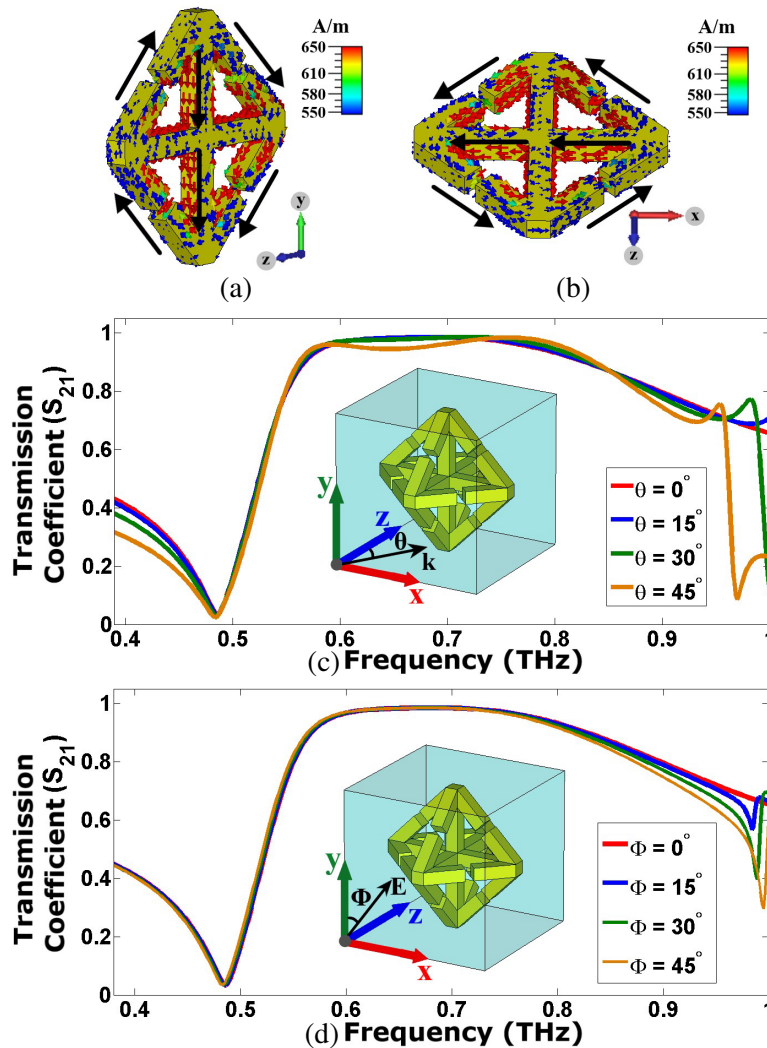 A/m
650
610
580
550
y
z
(a)
A/m
650
610
580
550
x
z
(b)
Transmission
Coefficient (S21)
1
0.8
0.6
0.4
0.2
0
0.4
0.5
0.6
0.7
0.8
0.9
1
y
z
θ
k
x
θ = 0°
θ = 15°
θ = 30°
θ = 45°
(c) Frequency (THz)
Transmission
Coefficient (S21)
1
0.8
0.6
0.4
0.2
0
0.4
0.5
0.6
0.7
0.8
0.9
1
y
Φ
E
z
x
Φ = 0°
Φ = 15°
Φ = 30°
Φ = 45°
(d) Frequency (THz)